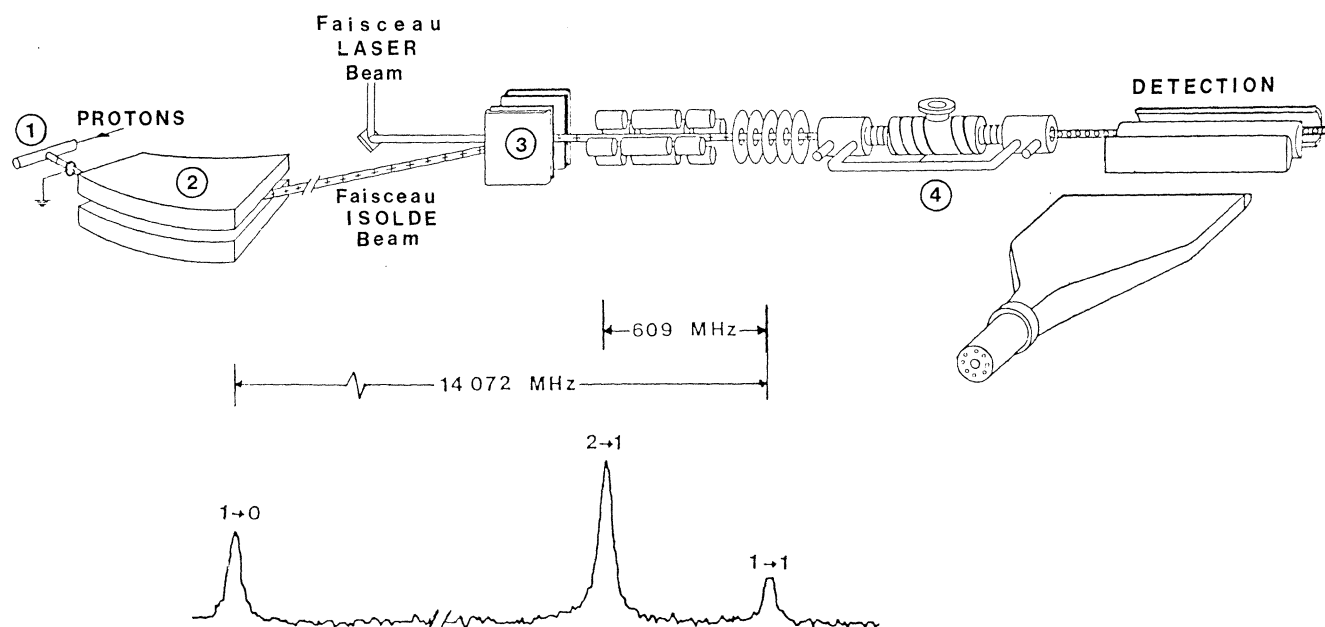 Faisceau
LASER
Beam
DETECTION
1
PROTONS
2
3
Faisceau
ISOLDE
Beam
4
609 MHz
14 072 MHz
2→1
1→0
1→1